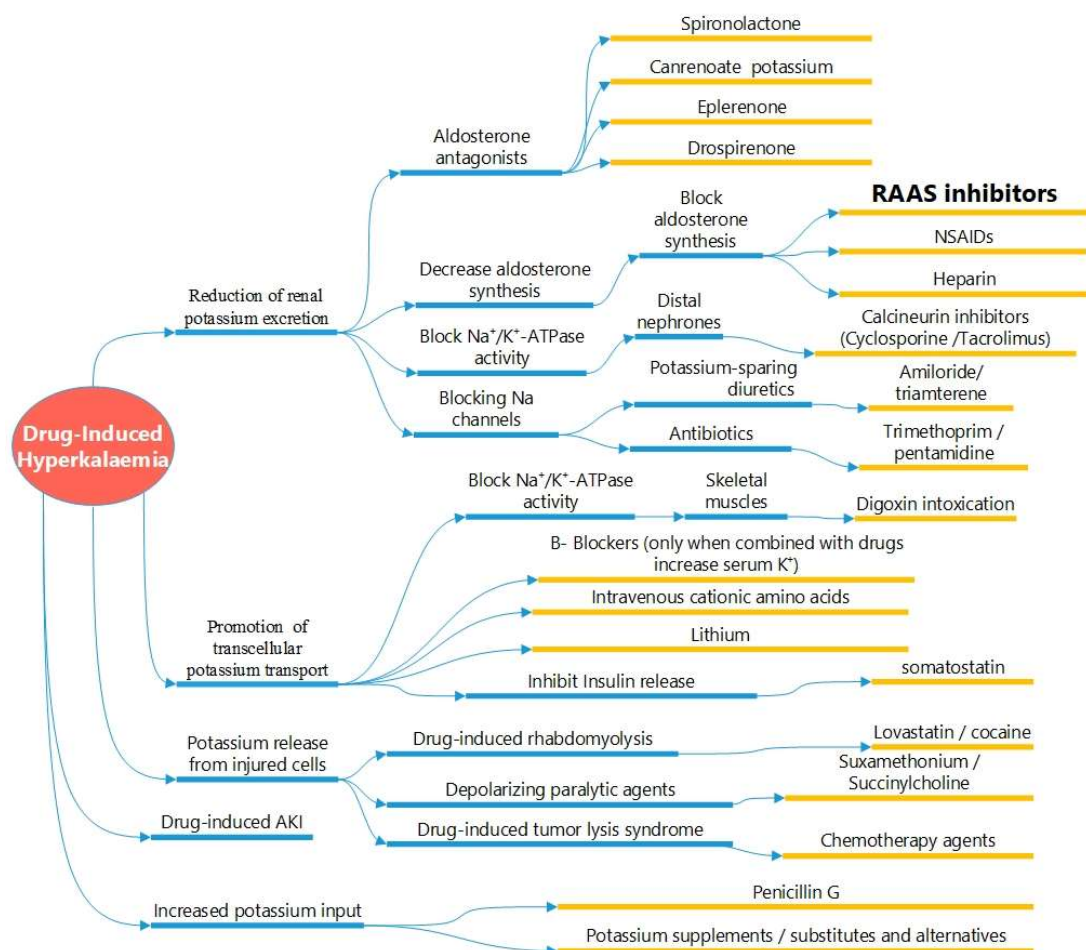 Drug-Induced
Hyperkalaemia
Reduction of renal
potassium excretion
Aldosterone
antagonists
Spironolactone
Canrenoate potassium
Eplerenone
Drospirenone
Decrease aldosterone
synthesis
Block
aldosterone
synthesis
RAAS inhibitors
NSAIDs
Heparin
Block Na⁺/K⁺-ATPase
activity
Distal
nephrones
Calcineurin inhibitors
(Cyclosporine /Tacrolimus)
Blocking Na
channels
Potassium-sparing
diuretics
Amiloride/
triamterene
Antibiotics
Trimethoprim /
pentamidine
Promotion of
transcellular
potassium transport
Block Na⁺/K⁺-ATPase
activity
Skeletal
muscles
Digoxin intoxication
B- Blockers (only when combined with drugs
increase serum K⁺)
Intravenous cationic amino acids
Lithium
Inhibit Insulin release
somatostatin
Potassium release
from injured cells
Drug-induced rhabdomyolysis
Lovastatin / cocaine
Depolarizing paralytic agents
Suxamethonium /
Succinylcholine
Drug-induced tumor lysis syndrome
Chemotherapy agents
Drug-induced AKI
Increased potassium input
Penicillin G
Potassium supplements / substitutes and alternatives